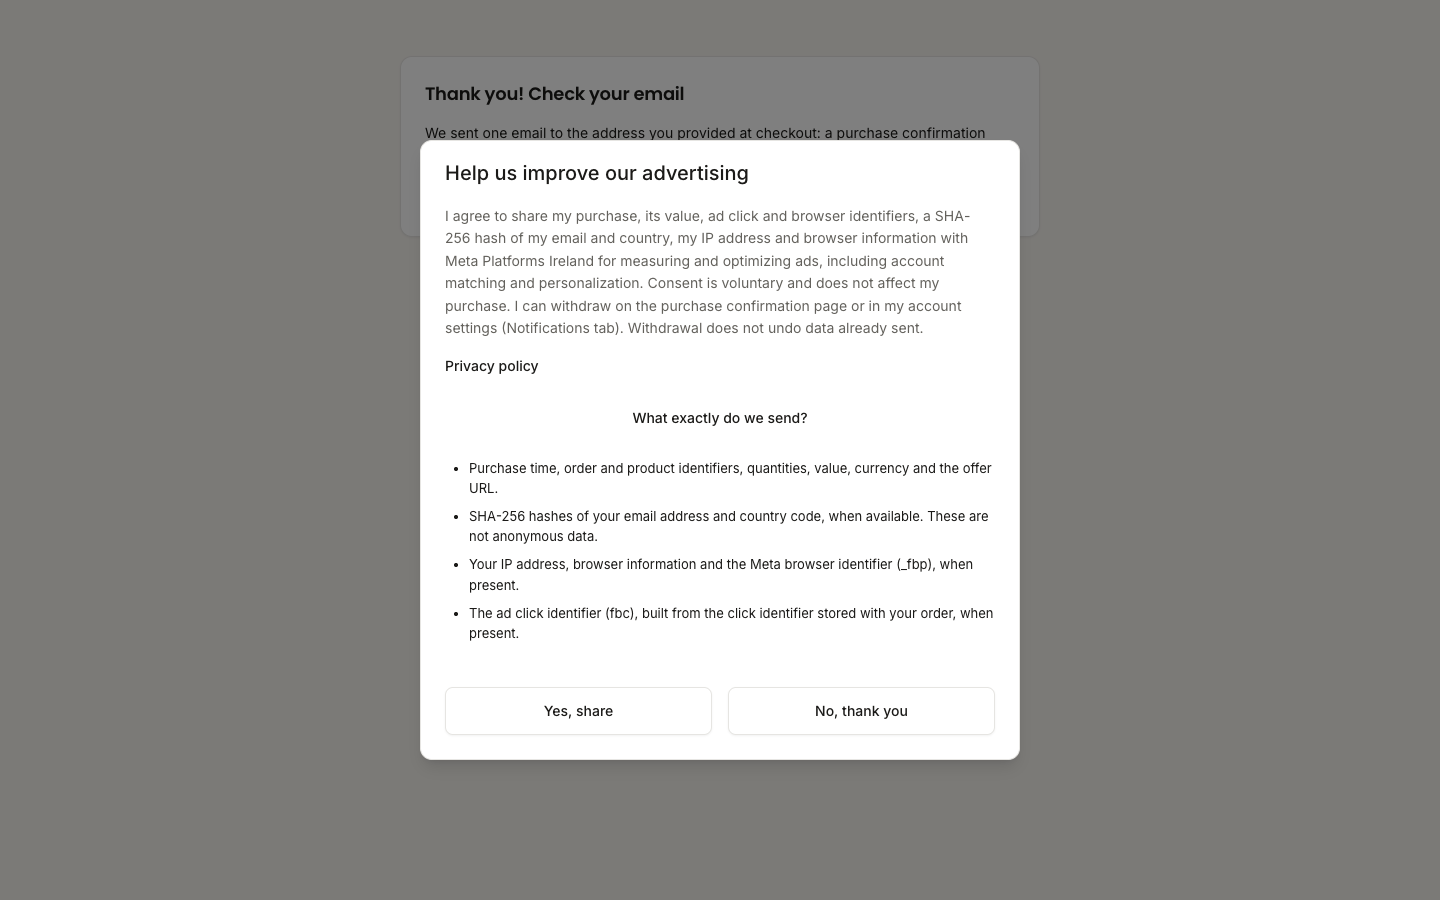 Thank you! Check your email
We sent one email to the address you provided at checkout: a purchase confirmation
Help us improve our advertising
I agree to share my purchase, its value, ad click and browser identifiers, a SHA-
256 hash of my email and country, my IP address and browser information with
Meta Platforms Ireland for measuring and optimizing ads, including account
matching and personalization. Consent is voluntary and does not affect my
purchase. I can withdraw on the purchase confirmation page or in my account
settings (Notifications tab). Withdrawal does not undo data already sent.
Privacy policy
What exactly do we send?
• Purchase time, order and product identifiers, quantities, value, currency and the offer
URL.
• SHA-256 hashes of your email address and country code, when available. These are
not anonymous data.
• Your IP address, browser information and the Meta browser identifier (_fbp), when
present.
• The ad click identifier (fbc), built from the click identifier stored with your order, when
present.
Yes, share
No, thank you